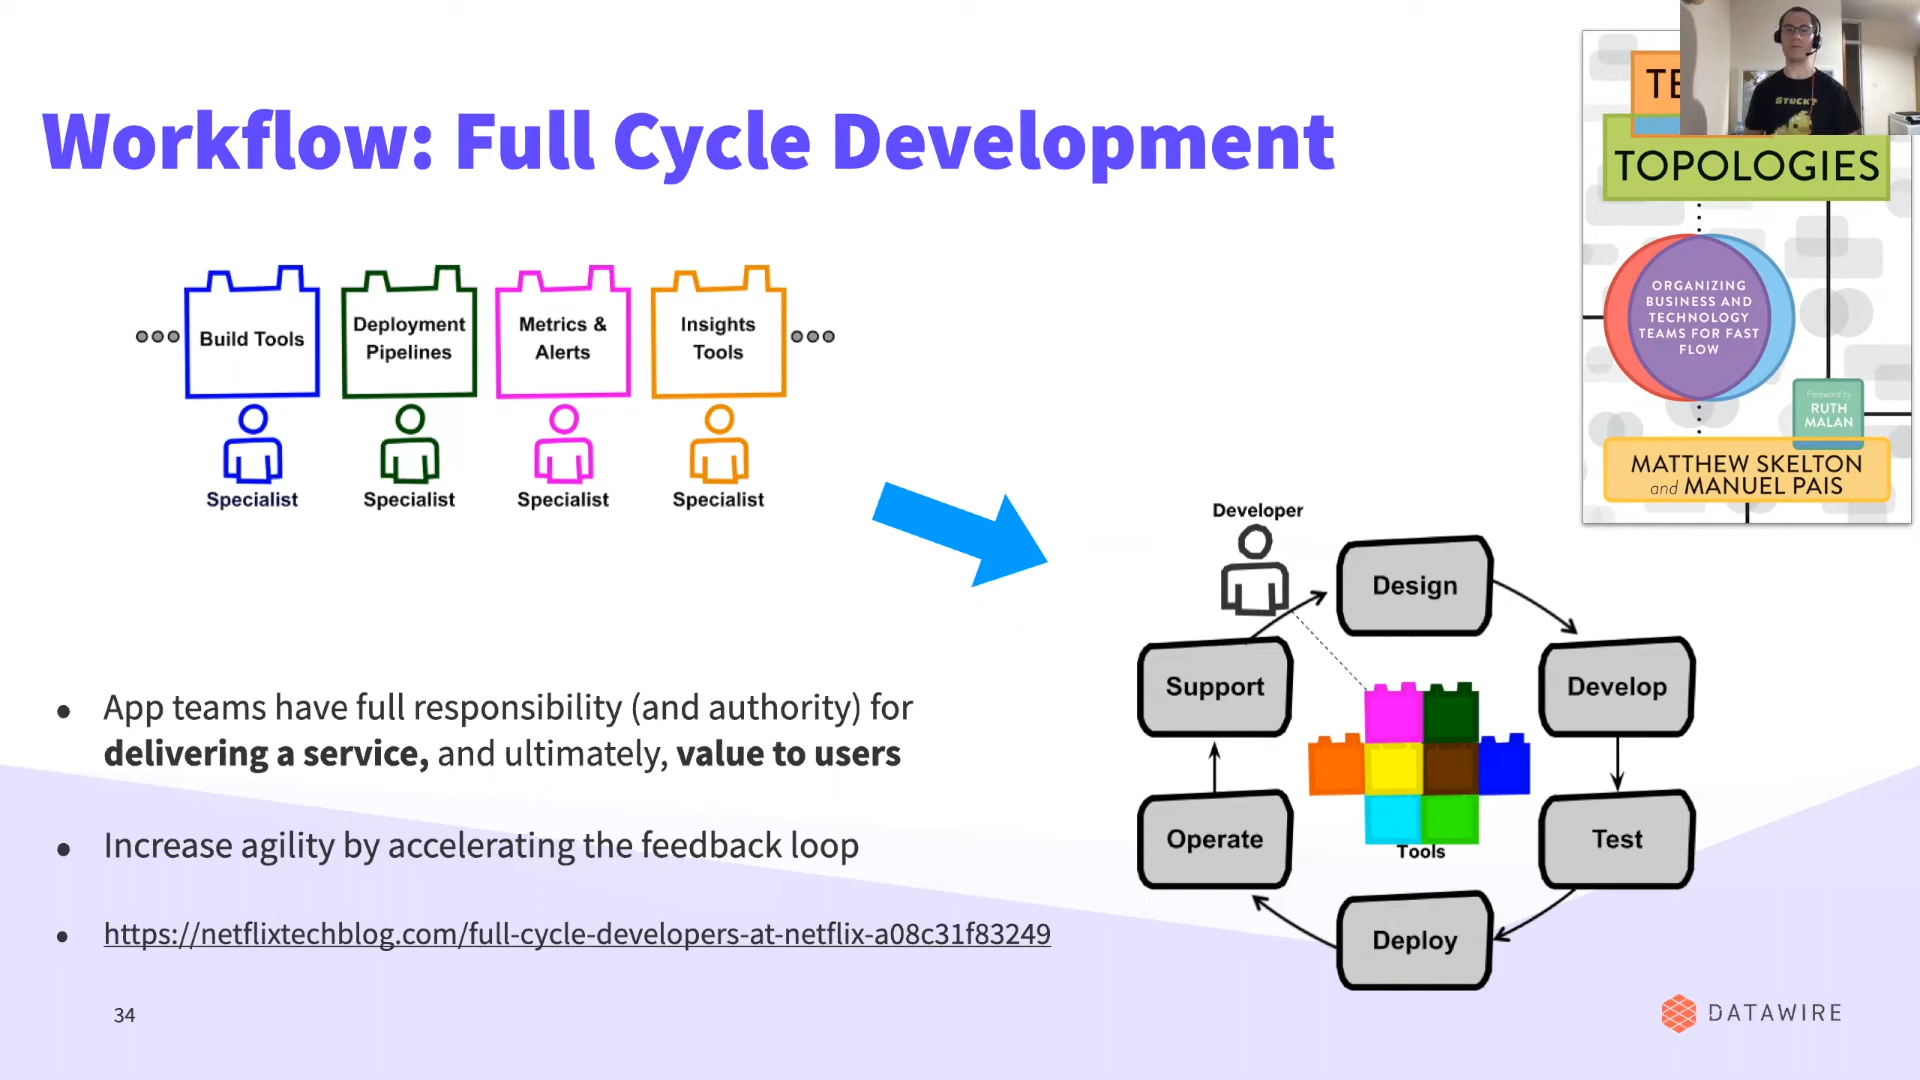 Workflow: Full Cycle Development
Build Tools
Deployment
Pipelines
Metrics &
Alerts
Insights
Tools
Specialist
Specialist
Specialist
Specialist
STUCK?
TOPOLOGIES
ORGANIZING
BUSINESS AND
TECHNOLOGY
TEAMS FOR FAST
FLOW
Foreword by
RUTH
MALAN
MATTHEW SKELTON
and MANUEL PAIS
Developer
Design
Develop
Test
Deploy
Operate
Support
Tools
• App teams have full responsibility (and authority) for
delivering a service, and ultimately, value to users
• Increase agility by accelerating the feedback loop
• https://netflixtechblog.com/full-cycle-developers-at-netflix-a08c31f83249
34
DATAWIRE